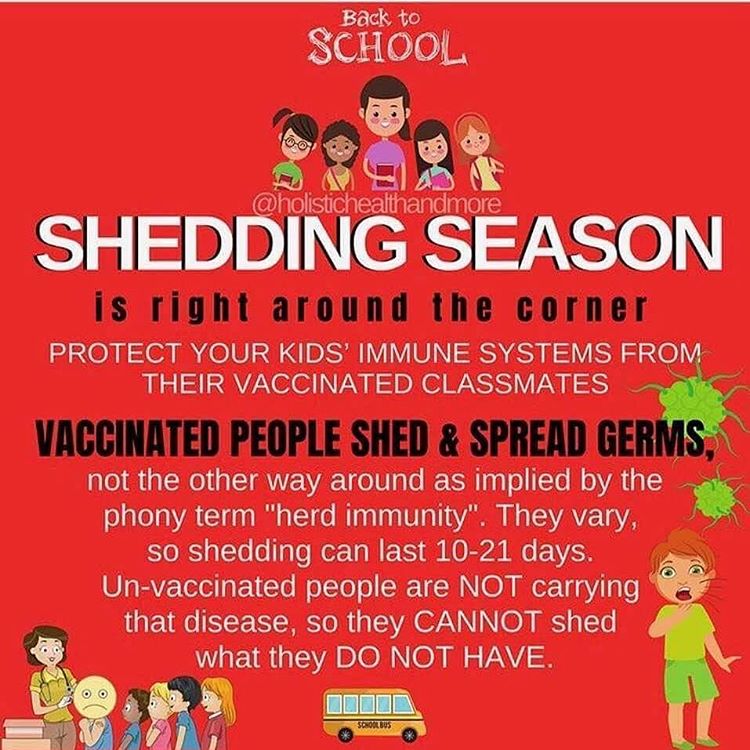 Back to
SCHOOL
@holistichealthandmore
SHEDDING SEASON
is right around the corner
PROTECT YOUR KIDS' IMMUNE SYSTEMS FROM
THEIR VACCINATED CLASSMATES
VACCINATED PEOPLE SHED & SPREAD GERMS,
not the other way around as implied by the
phony term "herd immunity". They vary,
so shedding can last 10-21 days.
Un-vaccinated people are NOT carrying
that disease, so they CANNOT shed
what they DO NOT HAVE.
SCHOOL BUS